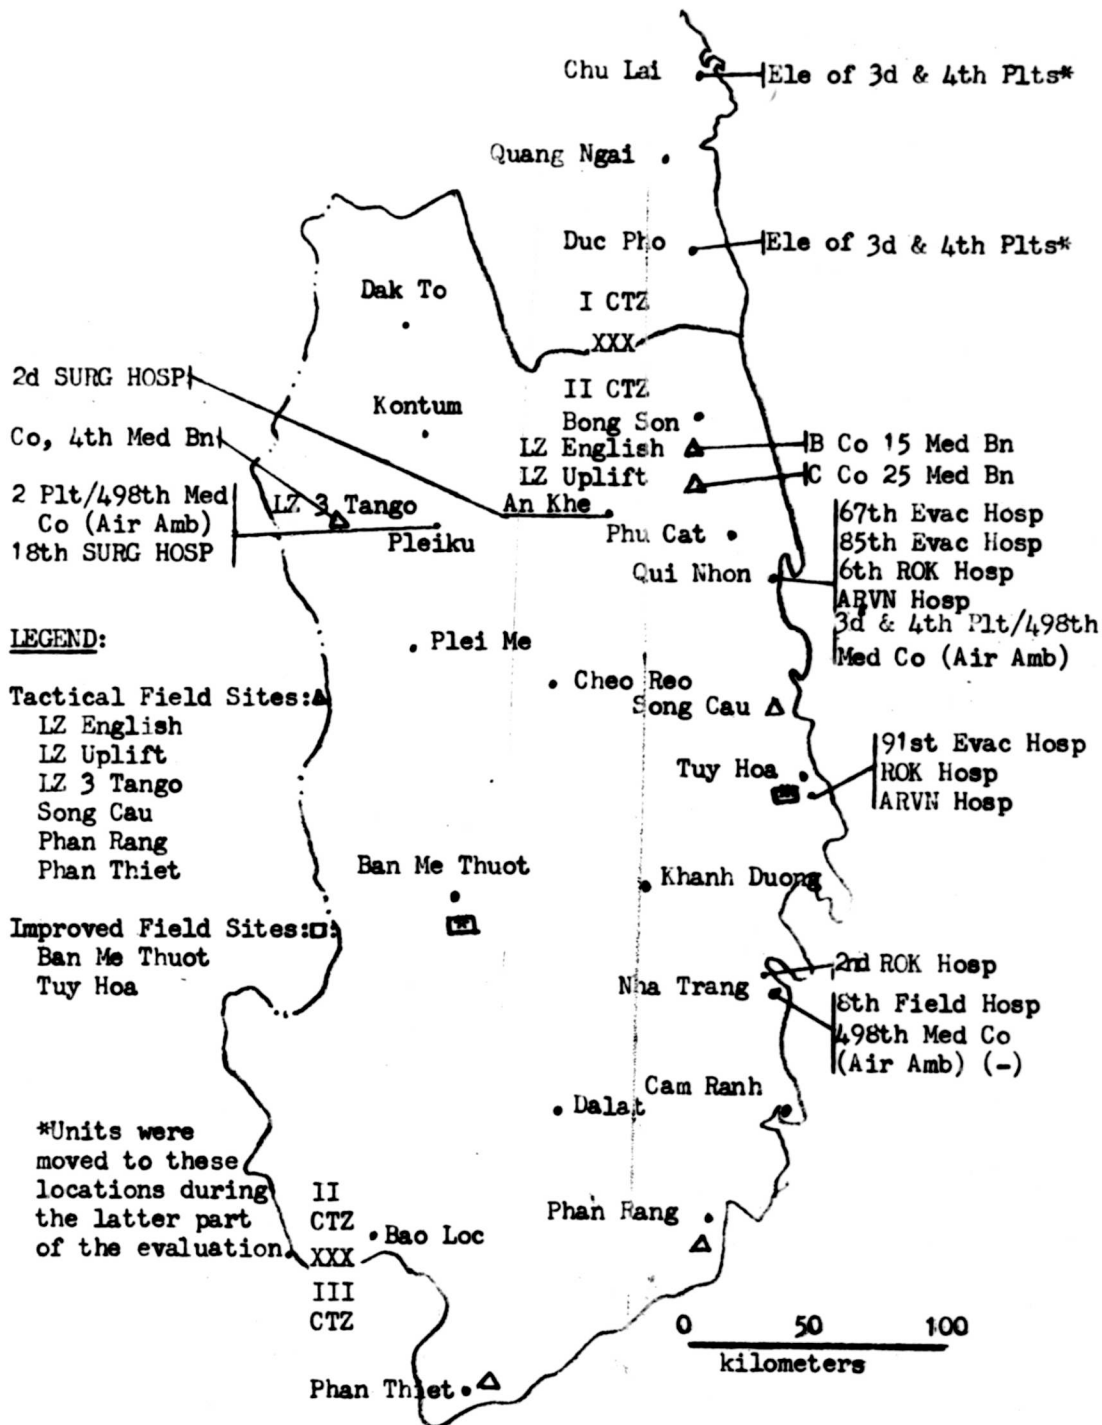 Chu Lai
Ele of 3d & 4th Plts*
Quang Ngai
Duc Pho
Ele of 3d & 4th Plts*
Dak To
I CTZ
XXX
II CTZ
2d SURG HOSP
Kontum
Bong Son
LZ English
B Co 15 Med Bn
Co, 4th Med Bn
LZ Uplift
C Co 25 Med Bn
2 Plt/498th Med
Co (Air Amb)
18th SURG HOSP
LZ 3 Tango
An Khe
Pleiku
Phu Cat
67th Evac Hosp
85th Evac Hosp
6th ROK Hosp
ARVN Hosp
3d & 4th Plt/498th
Med Co (Air Amb)
Qui Nhon
LEGEND:
Plei Me
Cheo Reo
Tactical Field Sites:
LZ English
LZ Uplift
LZ 3 Tango
Song Cau
Phan Rang
Phan Thiet
Song Cau
Tuy Hoa
91st Evac Hosp
ROK Hosp
ARVN Hosp
Ban Me Thuot
*
*
Khanh Duong
Improved Field Sites:
Ban Me Thuot
Tuy Hoa
Nha Trang
2nd ROK Hosp
8th Field Hosp
498th Med Co
(Air Amb) (-)
Cam Ranh
Dalat
*Units were
moved to these
locations during
the latter part
of the evaluation.
II
CTZ
XXX
III
CTZ
Bao Loc
Phan Rang
0 50 100
kilometers
Phan Thiet